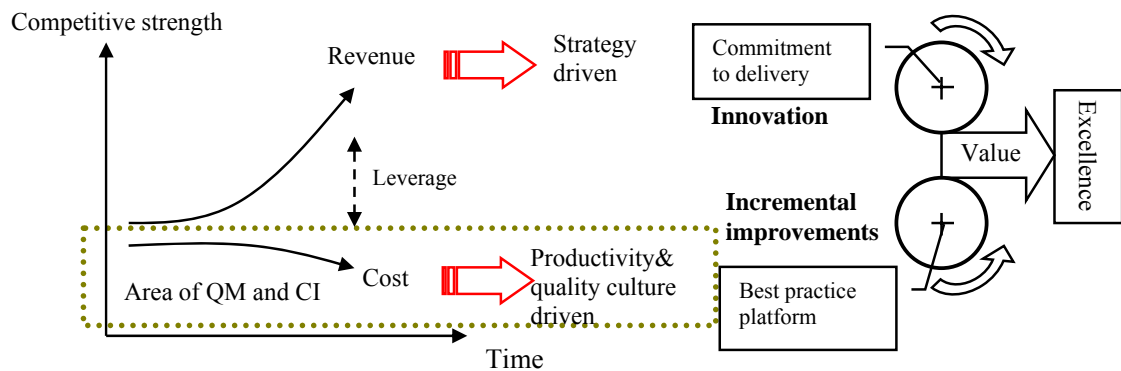 Competitive strength
Revenue
Strategy
driven
Commitment
to delivery
Innovation
Leverage
Value
Excellence
Incremental
improvements
Cost
Productivity&
quality culture
driven
Area of QM and CI
Best practice
platform
Time